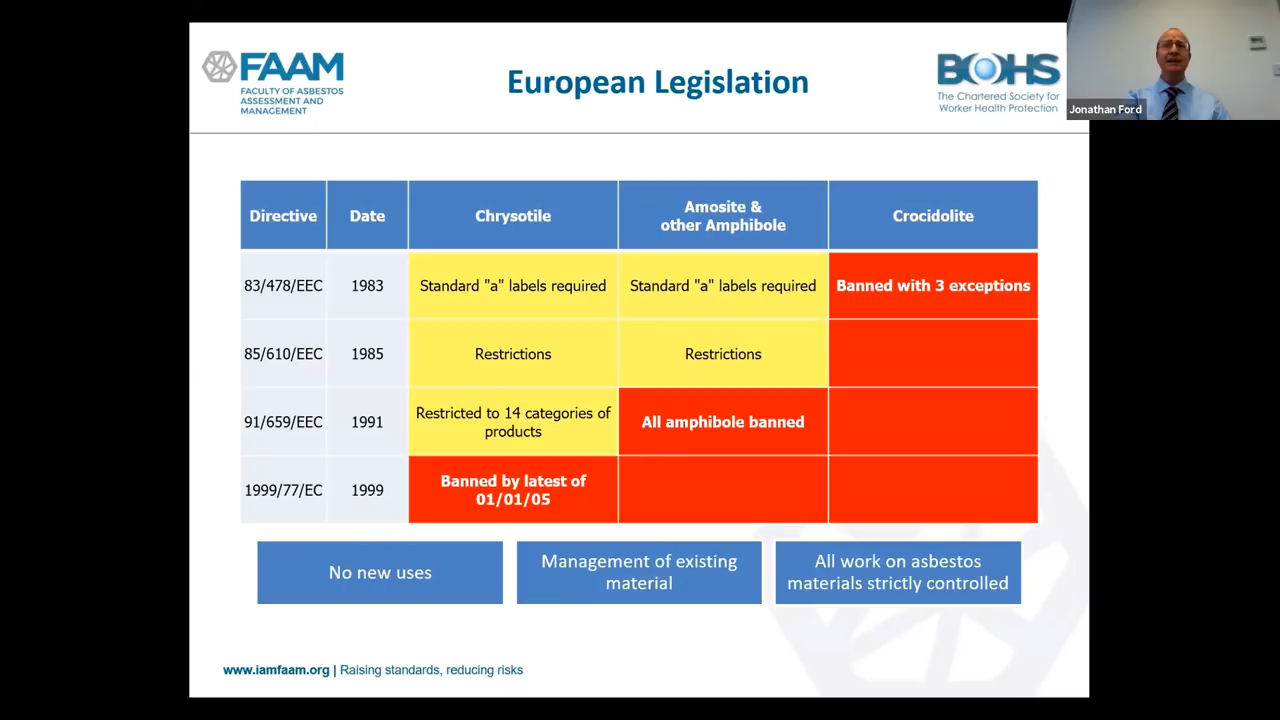 FAAM
FACULTY OF ASBESTOS
ASSESSMENT AND
MANAGEMENT
European Legislation
BOHS
The Chartered Society for
Worker Health Protection
Jonathan Ford
Directive Date Chrysotile Amosite &
other Amphibole Crocidolite
83/478/EEC 1983 Standard "a" labels required Standard "a" labels required Banned with 3 exceptions
85/610/EEC 1985 Restrictions Restrictions
91/659/EEC 1991 Restricted to 14 categories of
products All amphibole banned
1999/77/EC 1999 Banned by latest of
01/01/05
No new uses
Management of existing
material
All work on asbestos
materials strictly controlled
www.iamfaam.org | Raising standards, reducing risks